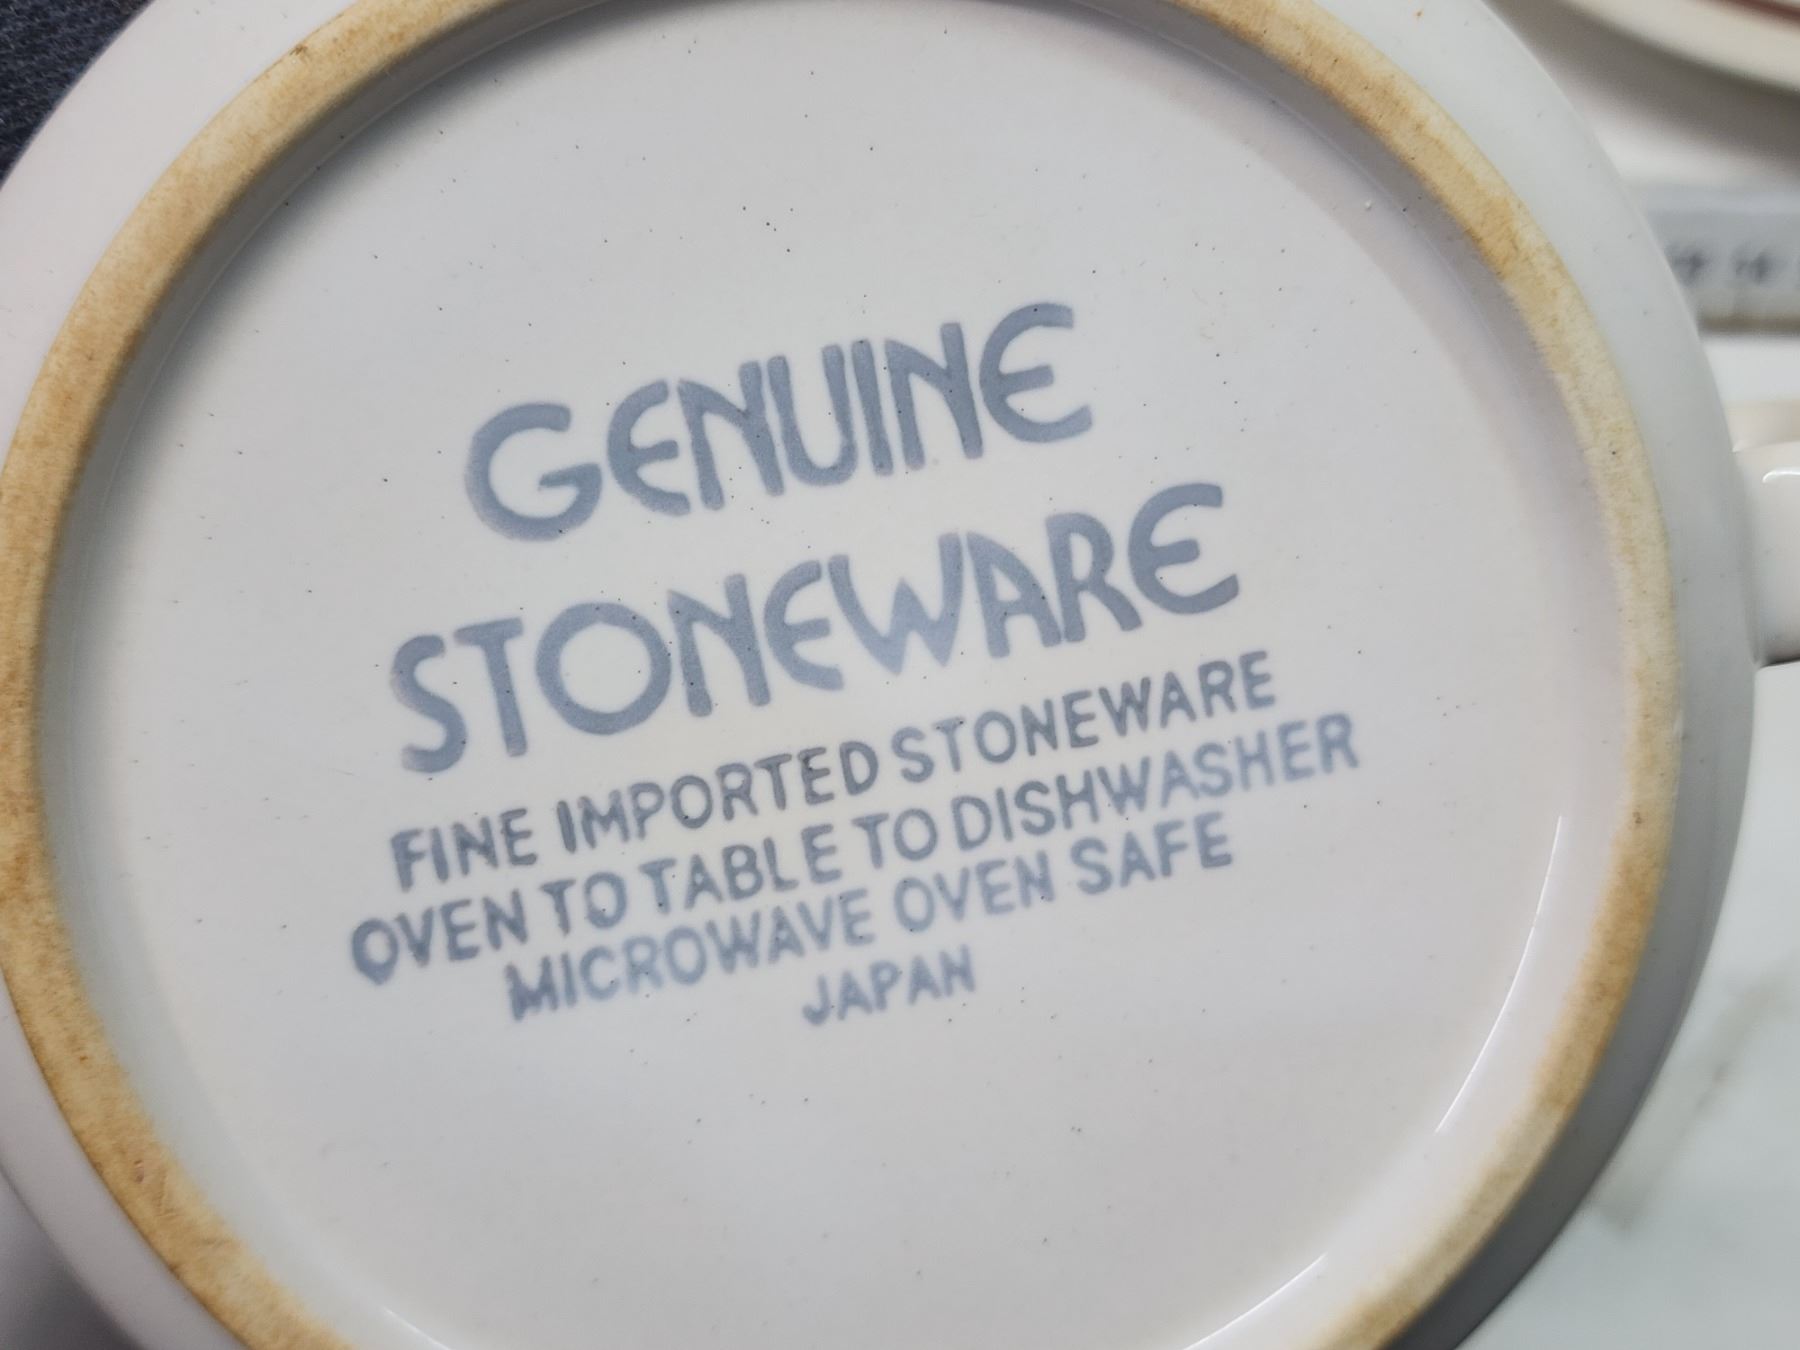 GENUINE
STONEWARE
FINE IMPORTED STONEWARE
OVEN TO TABLE TO DISHWASHER
MICROWAVE OVEN SAFE
JAPAN